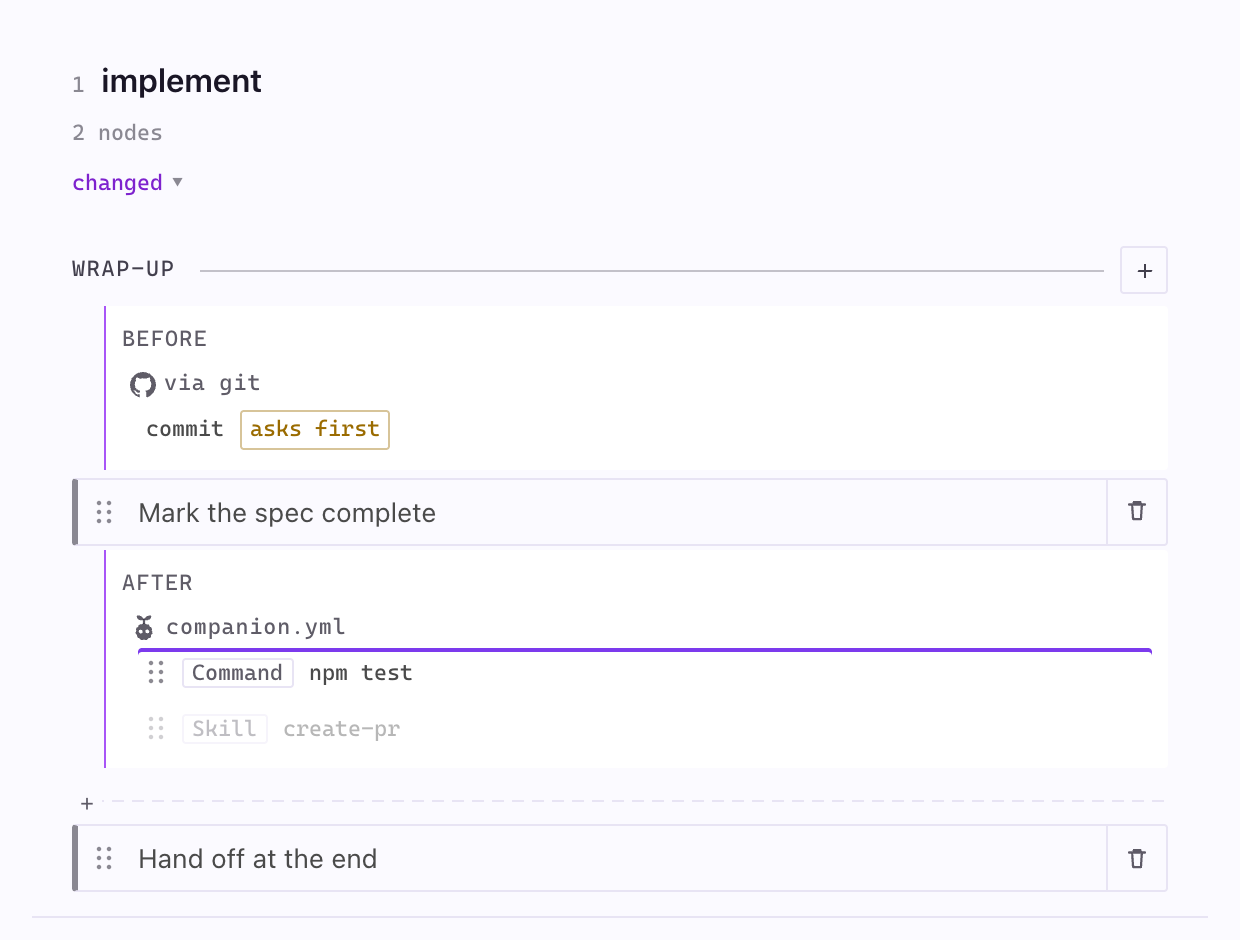 1 implement
2 nodes
changed ▼
WRAP-UP
+
BEFORE
via git
commit asks first
Mark the spec complete
AFTER
companion.yml
Command npm test
Skill create-pr
+
Hand off at the end